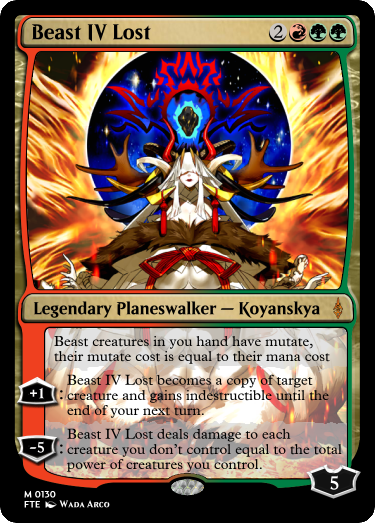 Beast IV Lost 2
Legendary Planeswalker — Koyanskya
Beast creatures in you hand have mutate,
their mutate cost is equal to their mana cost
+1: Beast IV Lost becomes a copy of target
creature and gains indestructible until the
end of your next turn.
-5: Beast IV Lost deals damage to each
creature you don't control equal to the total
power of creatures you control.
5
M 0130
FTE Wada Arco